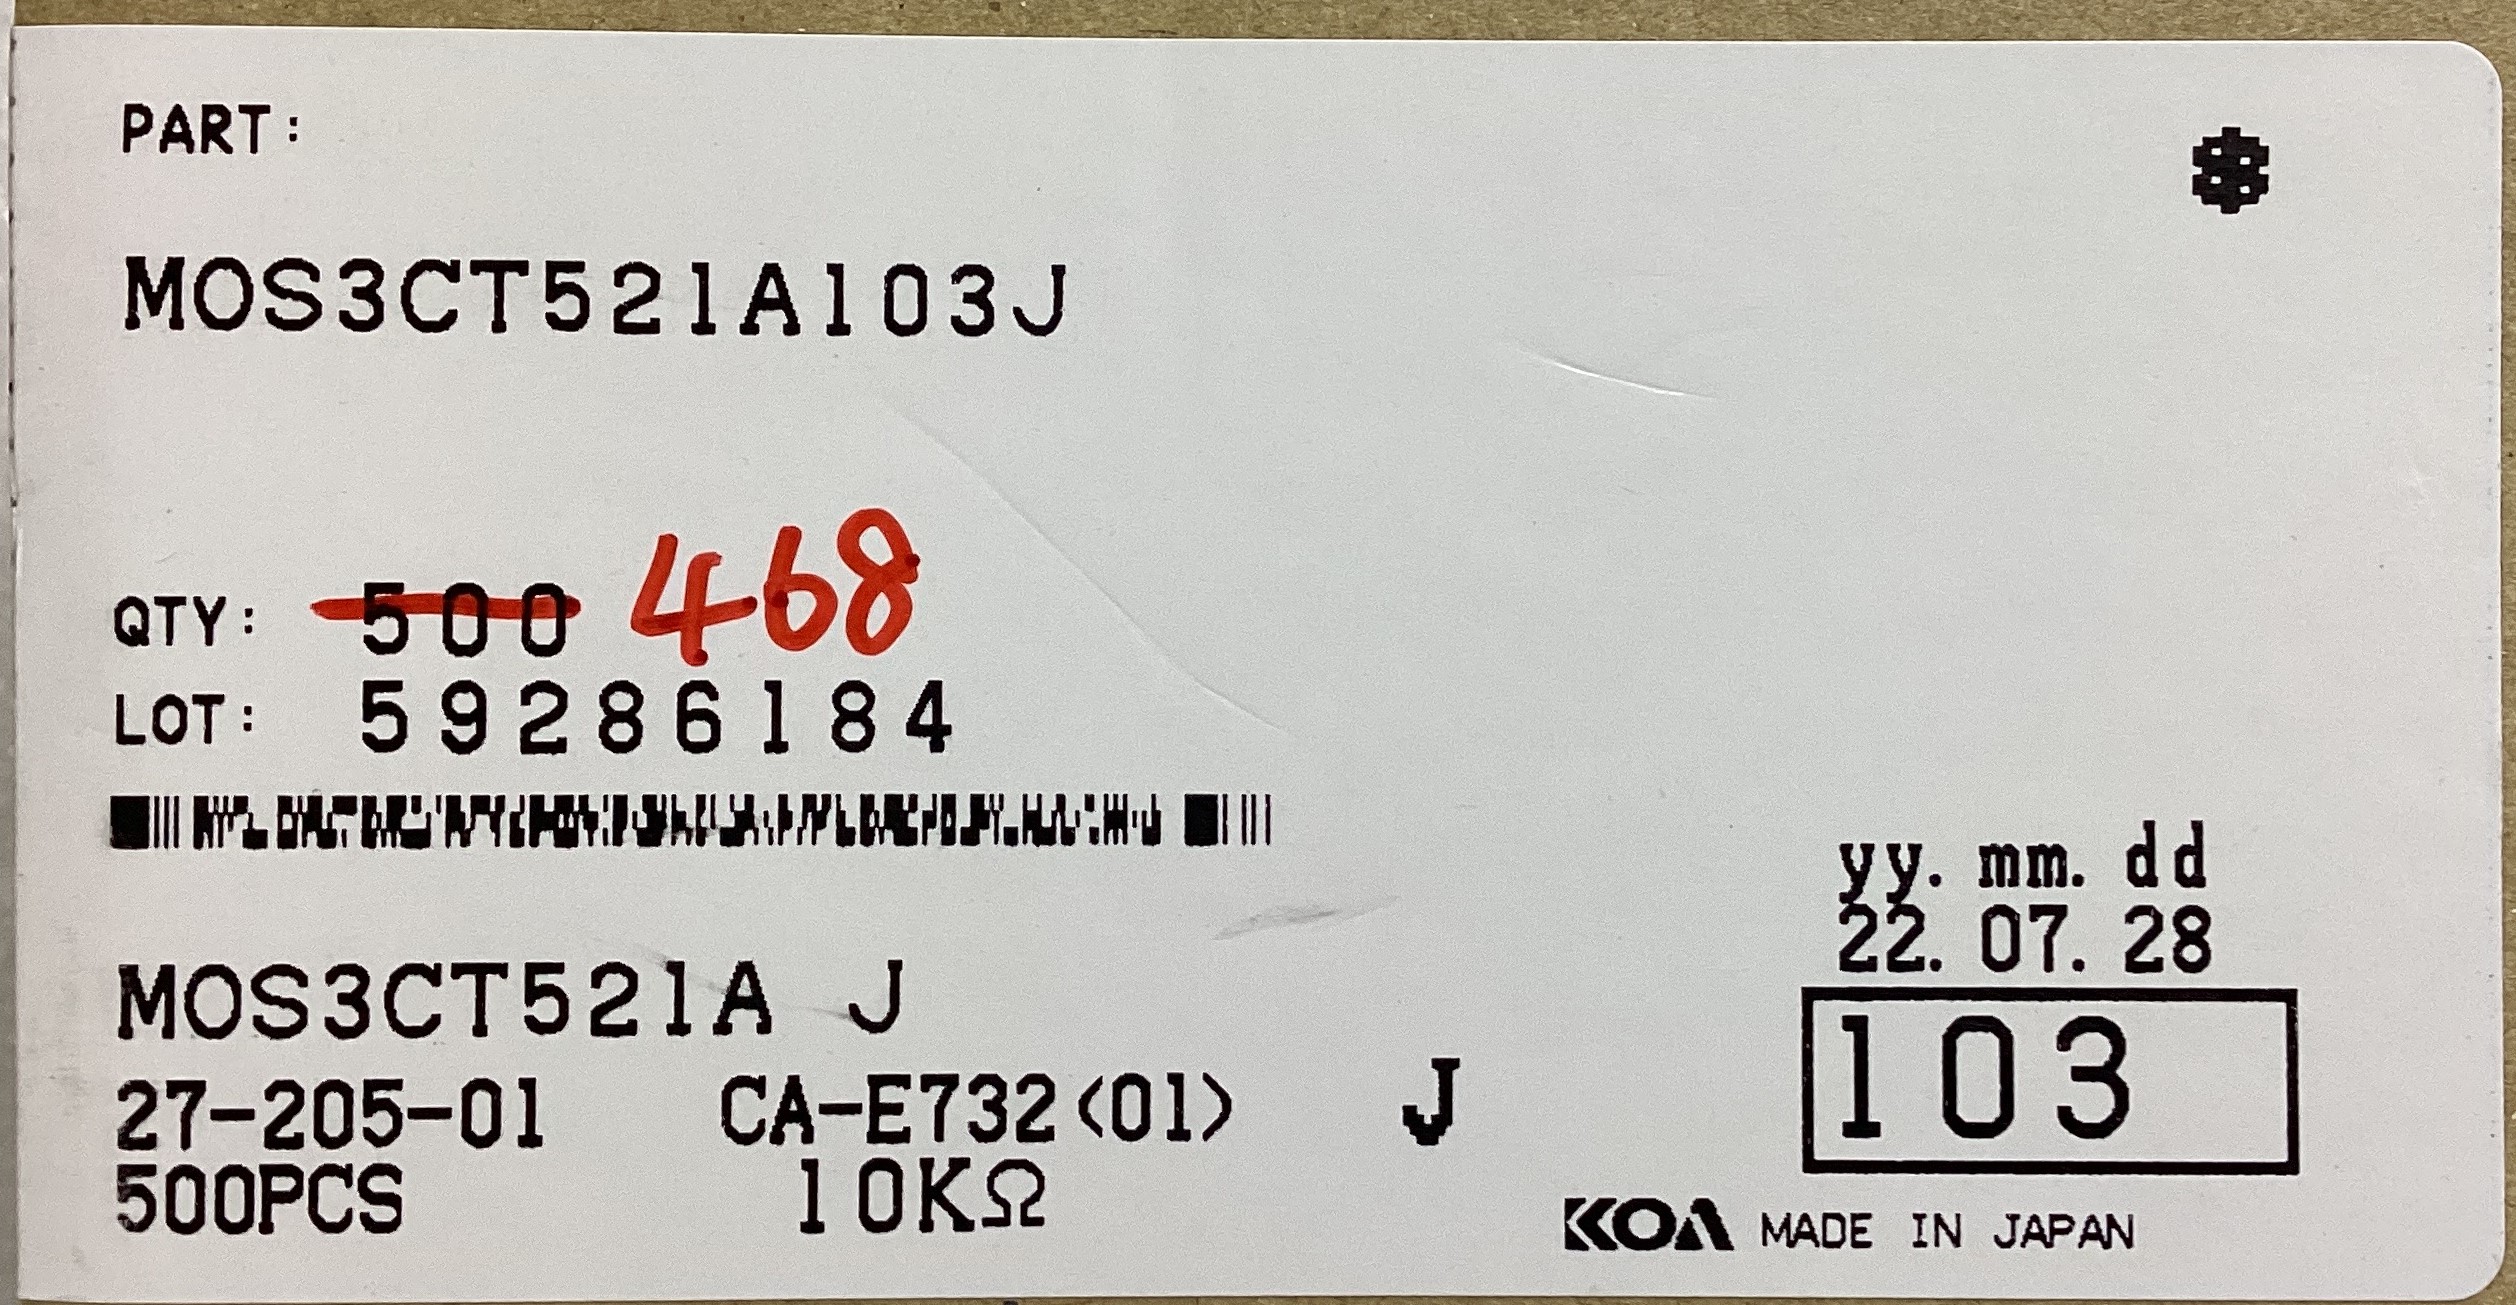 PART:
MOS3CT521A103J
QTY: 500 468
LOT: 59286184
yy. mm. dd
22. 07. 28
MOS3CT521A J
103
27-205-01 CA-E732<01> J
500PCS 10KΩ
KOA MADE IN JAPAN